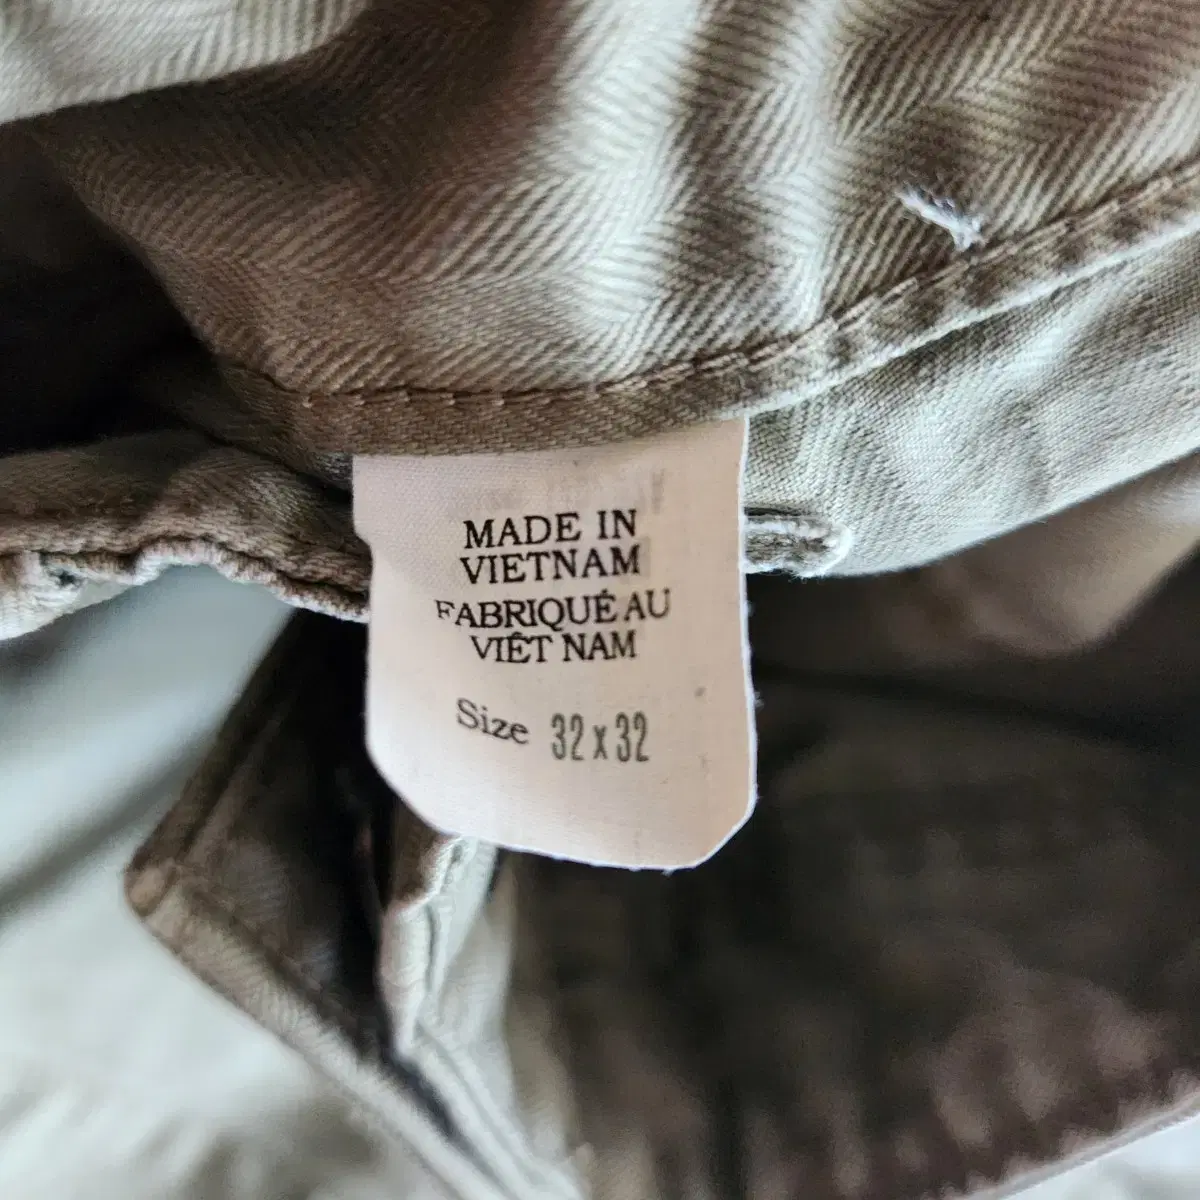 MADE IN
VIETNAM
FABRIQUÉ AU
VIÊT NAM
Size 32 x 32